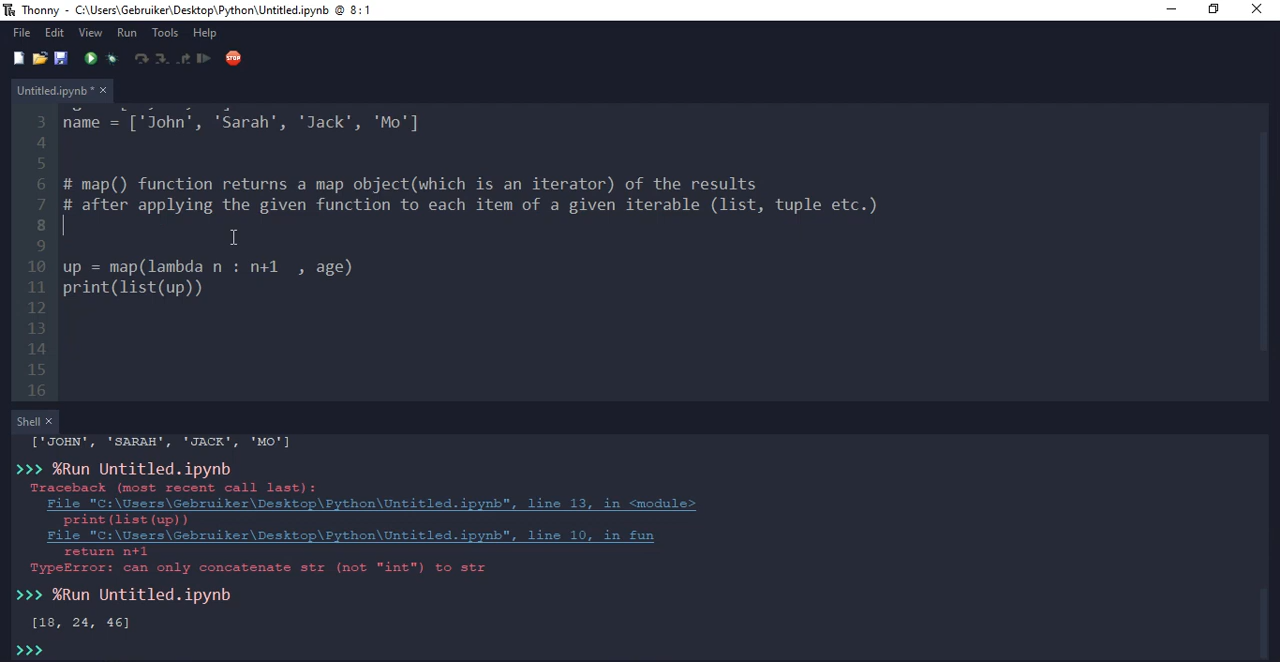 Thonny - C:\Users\Gebruiker\Desktop\Python\Untitled.ipynb @ 8:1
File Edit View Run Tools Help
STOP
Untitled.ipynb * ×
3 name = ['John', 'Sarah', 'Jack', 'Mo']
4
5
6 # map() function returns a map object(which is an iterator) of the results
7 # after applying the given function to each item of a given iterable (list, tuple etc.)
8
9
10 up = map(lambda n : n+1  , age)
11 print(list(up))
12
13
14
15
16
Shell ×
['JOHN', 'SARAH', 'JACK', 'MO']
>>> %Run Untitled.ipynb
Traceback (most recent call last):
File "C:\Users\Gebruiker\Desktop\Python\Untitled.ipynb", line 13, in <module>
print(list(up))
File "C:\Users\Gebruiker\Desktop\Python\Untitled.ipynb", line 10, in fun
return n+1
TypeError: can only concatenate str (not "int") to str
>>> %Run Untitled.ipynb
[18, 24, 46]
>>>